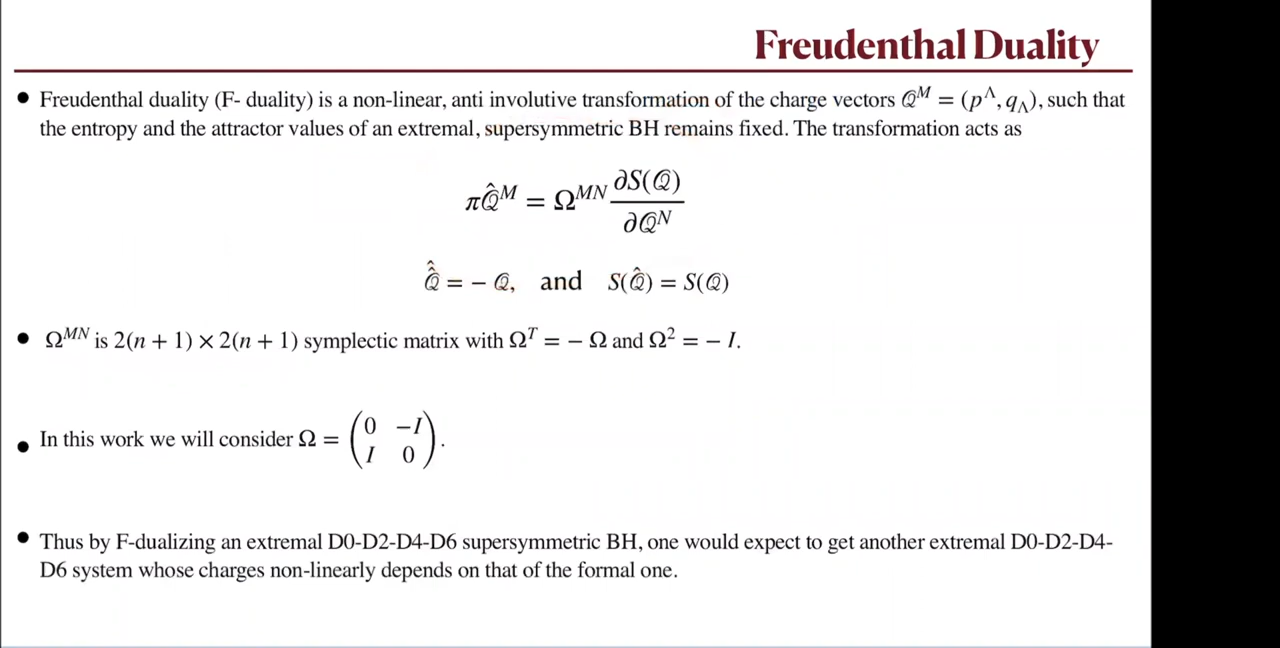 Freudenthal Duality
• Freudenthal duality (F- duality) is a non-linear, anti involutive transformation of the charge vectors 𝒬^M = (p^Λ, q_Λ), such that
the entropy and the attractor values of an extremal, supersymmetric BH remains fixed. The transformation acts as
π𝒬̂^M = Ω^{MN} ∂S(𝒬)/∂𝒬^N
𝒬̂̂ = − 𝒬, and S(𝒬̂) = S(𝒬)
• Ω^{MN} is 2(n + 1) × 2(n + 1) symplectic matrix with Ω^T = − Ω and Ω² = − I.
• In this work we will consider Ω = (0 −I; I 0).
• Thus by F-dualizing an extremal D0-D2-D4-D6 supersymmetric BH, one would expect to get another extremal D0-D2-D4-
D6 system whose charges non-linearly depends on that of the formal one.